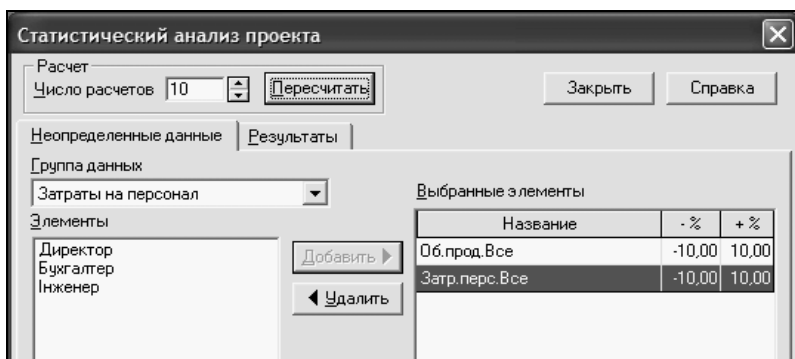 Статистический анализ проекта
Расчет
Число расчетов 10 Пересчитать Закрыть Справка
Неопределенные данные Результаты
Группа данных
Затраты на персонал
Выбранные элементы
Элементы
Название - % + %
Директор
Бухгалтер
Інженер
Добавить
Удалить
Об.прод.Все -10,00 10,00
Затр.перс.Все -10,00 10,00